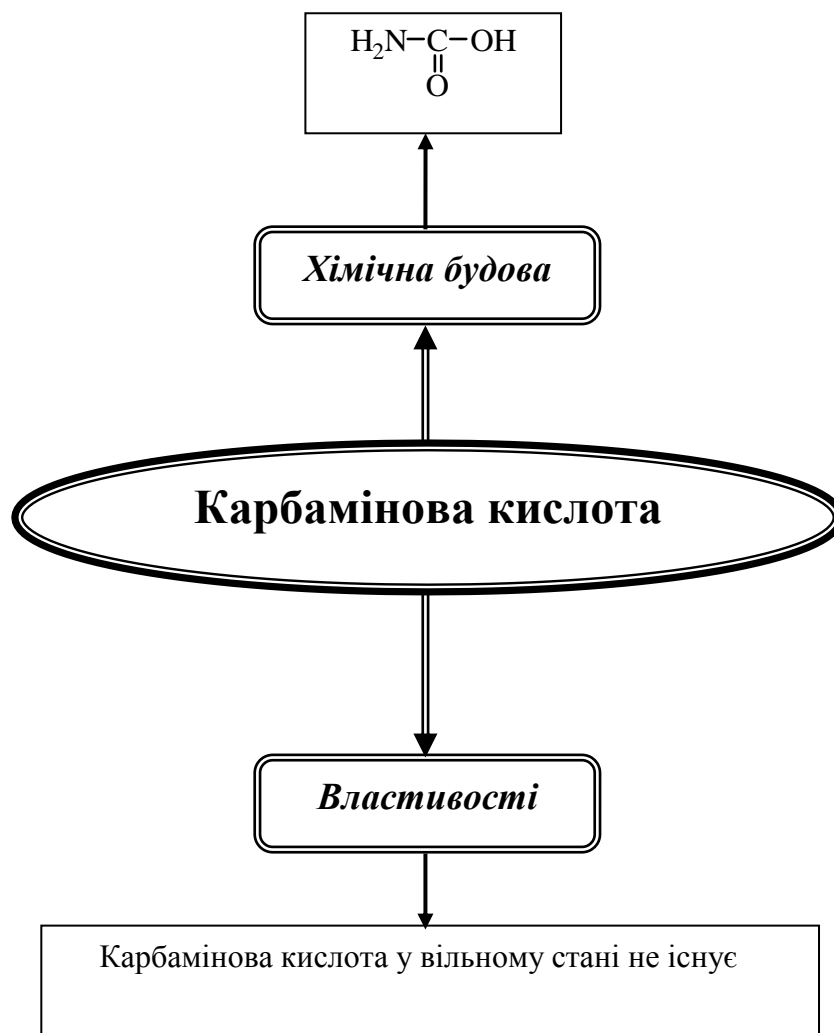 H₂N–C–OH
O
Хімічна будова
Карбамінова кислота
Властивості
Карбамінова кислота у вільному стані не існує